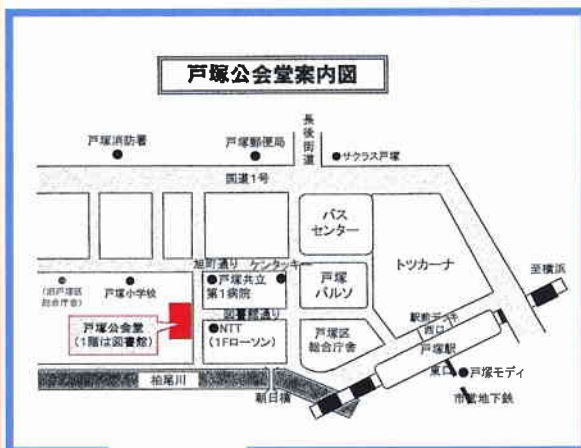 戸塚公会堂案内図
長後街道
戸塚消防署
戸塚郵便局
サクラス戸塚
国道1号
バス
センター
トツカーナ
旭町通り
ケンタッキー
(旧戸塚区
総合庁舎)
戸塚小学校
戸塚共立
第1病院
戸塚
パルソ
至横浜
図書館通り
戸塚公会堂
(1階は図書館)
NTT
(1Fローソン)
戸塚区
総合庁舎
駅前デッキ
西口
戸塚駅
東口
戸塚モディ
柏尾川
朝日橋
市営地下鉄